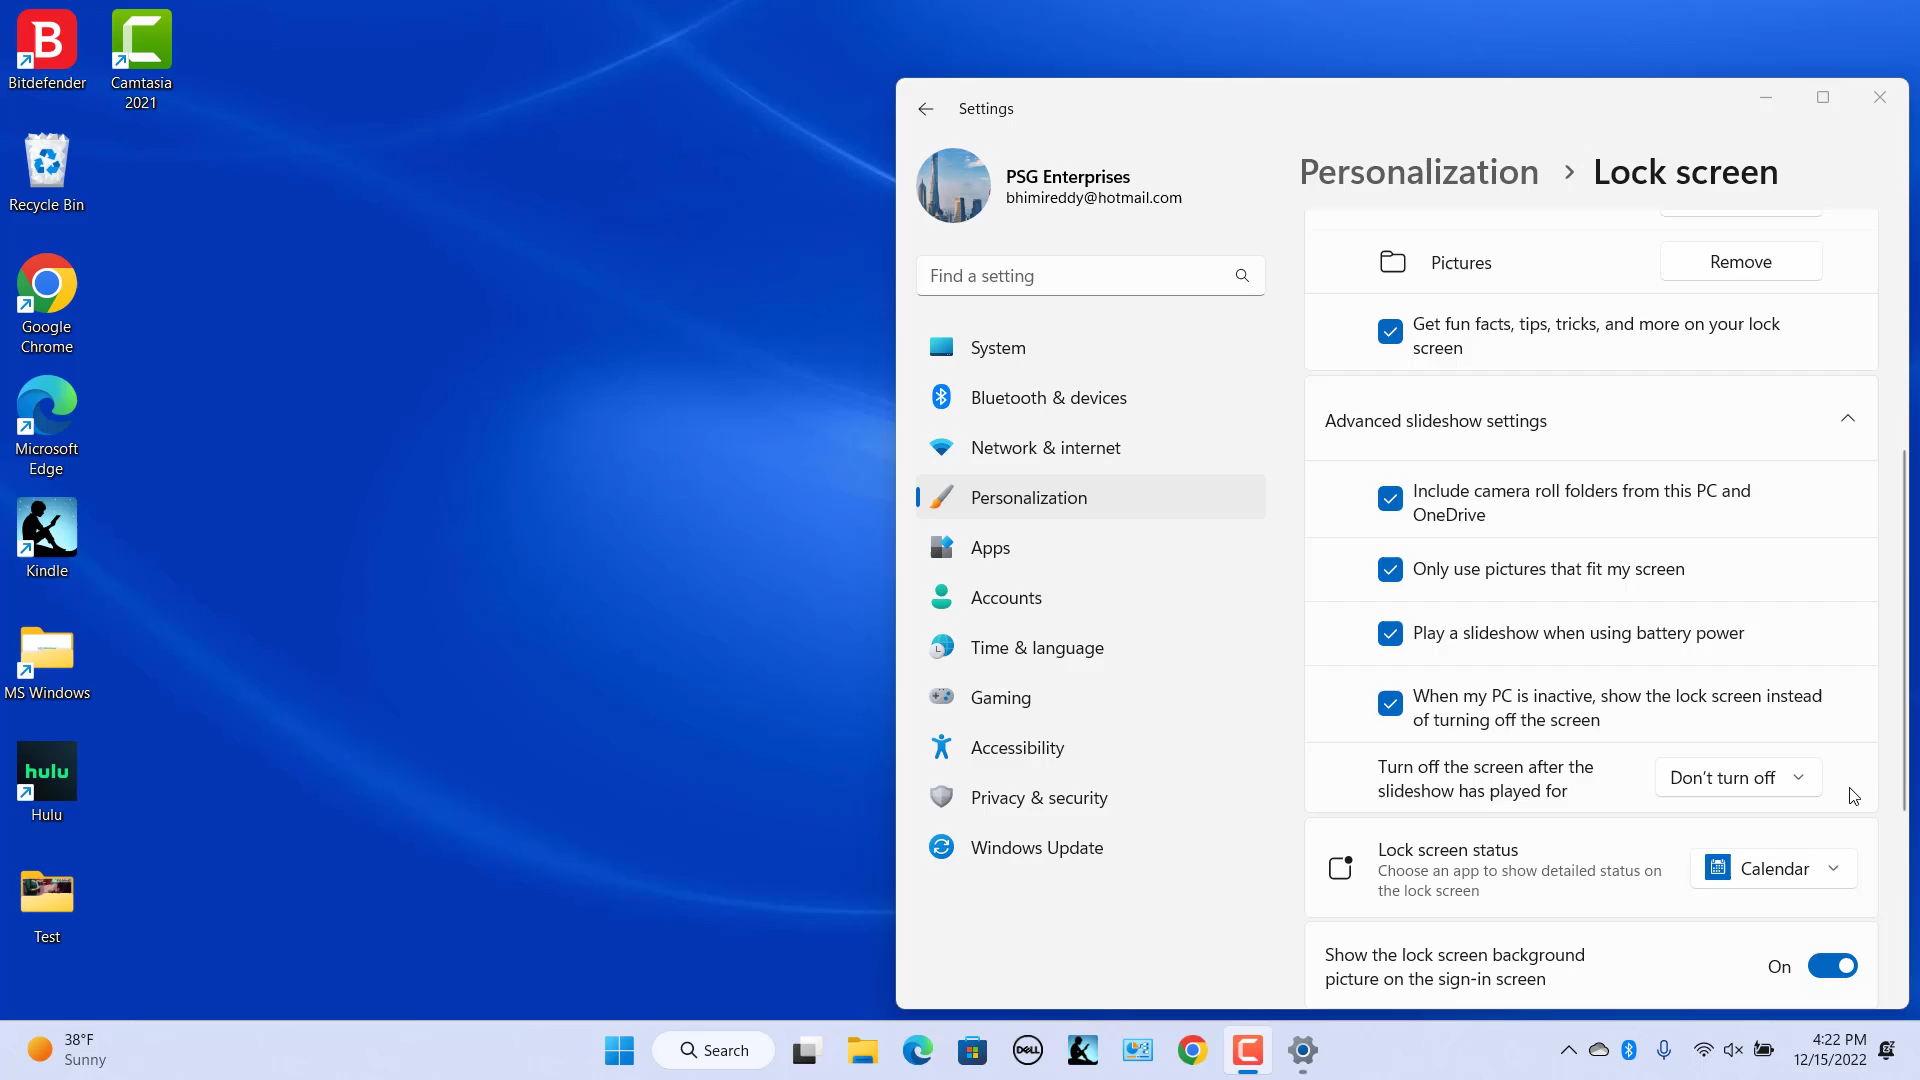 Bitdefender
Camtasia
2021
Recycle Bin
Google
Chrome
Microsoft
Edge
Kindle
MS Windows
hulu
Hulu
Test
Settings
PSG Enterprises
bhimireddy@hotmail.com
Find a setting
System
Bluetooth & devices
Network & internet
Personalization
Apps
Accounts
Time & language
Gaming
Accessibility
Privacy & security
Windows Update
Personalization > Lock screen
Pictures
Remove
Get fun facts, tips, tricks, and more on your lock
screen
Advanced slideshow settings
Include camera roll folders from this PC and
OneDrive
Only use pictures that fit my screen
Play a slideshow when using battery power
When my PC is inactive, show the lock screen instead
of turning off the screen
Turn off the screen after the
slideshow has played for
Don't turn off
Lock screen status
Choose an app to show detailed status on
the lock screen
Calendar
Show the lock screen background
picture on the sign-in screen
On
38°F
Sunny
Search
DELL
4:22 PM
12/15/2022